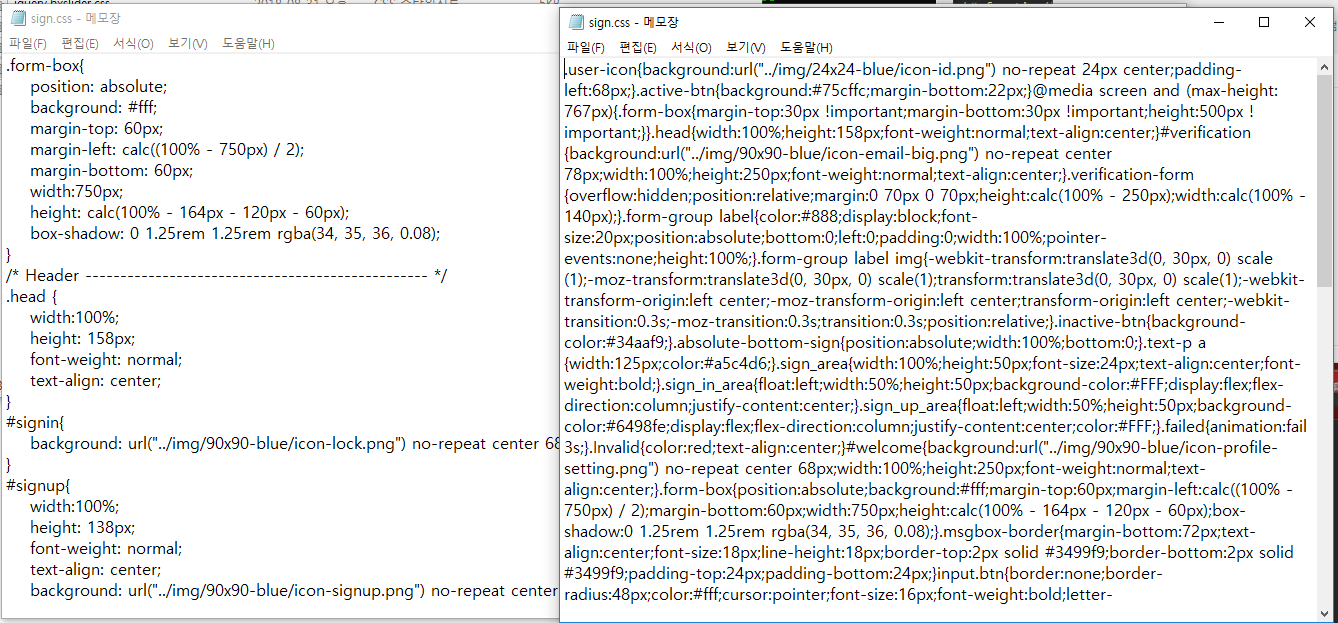 sign.css - 메모장
파일(F) 편집(E) 서식(O) 보기(V) 도움말(H)
.form-box{
position: absolute;
background: #fff;
margin-top: 60px;
margin-left: calc((100% - 750px) / 2);
margin-bottom: 60px;
width:750px;
height: calc(100% - 164px - 120px - 60px);
box-shadow: 0 1.25rem 1.25rem rgba(34, 35, 36, 0.08);
}
/* Header ------------------------------------------------- */
.head {
width:100%;
height: 158px;
font-weight: normal;
text-align: center;
}
#signin{
background: url("../img/90x90-blue/icon-lock.png") no-repeat center 68
}
#signup{
width:100%;
height: 138px;
font-weight: normal;
text-align: center;
background: url("../img/90x90-blue/icon-signup.png") no-repeat center
sign.css - 메모장
파일(F) 편집(E) 서식(O) 보기(V) 도움말(H)
.user-icon{background:url("../img/24x24-blue/icon-id.png") no-repeat 24px center;padding-
left:68px;}.active-btn{background:#75cffc;margin-bottom:22px;}@media screen and (max-height:
767px){.form-box{margin-top:30px !important;margin-bottom:30px !important;height:500px !
important;}}.head{width:100%;height:158px;font-weight:normal;text-align:center;}#verification
{background:url("../img/90x90-blue/icon-email-big.png") no-repeat center
78px;width:100%;height:250px;font-weight:normal;text-align:center;}.verification-form
{overflow:hidden;position:relative;margin:0 70px 0 70px;height:calc(100% - 250px);width:calc(100% -
140px);}.form-group label{color:#888;display:block;font-
size:20px;position:absolute;bottom:0;left:0;padding:0;width:100%;pointer-
events:none;height:100%;}.form-group label img{-webkit-transform:translate3d(0, 30px, 0) scale
(1);-moz-transform:translate3d(0, 30px, 0) scale(1);transform:translate3d(0, 30px, 0) scale(1);-webkit-
transform-origin:left center;-moz-transform-origin:left center;transform-origin:left center;-webkit-
transition:0.3s;-moz-transition:0.3s;transition:0.3s;position:relative;}.inactive-btn{background-
color:#34aaf9;}.absolute-bottom-sign{position:absolute;width:100%;bottom:0;}.text-p a
{width:125px;color:#a5c4d6;}.sign_area{width:100%;height:50px;font-size:24px;text-align:center;font-
weight:bold;}.sign_in_area{float:left;width:50%;height:50px;background-color:#FFF;display:flex;flex-
direction:column;justify-content:center;}.sign_up_area{float:left;width:50%;height:50px;background-
color:#6498fe;display:flex;flex-direction:column;justify-content:center;color:#FFF;}.failed{animation:fail
3s;}.Invalid{color:red;text-align:center;}#welcome{background:url("../img/90x90-blue/icon-profile-
setting.png") no-repeat center 68px;width:100%;height:250px;font-weight:normal;text-
align:center;}.form-box{position:absolute;background:#fff;margin-top:60px;margin-left:calc((100% -
750px) / 2);margin-bottom:60px;width:750px;height:calc(100% - 164px - 120px - 60px);box-
shadow:0 1.25rem 1.25rem rgba(34, 35, 36, 0.08);}.msgbox-border{margin-bottom:72px;text-
align:center;font-size:18px;line-height:18px;border-top:2px solid #3499f9;border-bottom:2px solid
#3499f9;padding-top:24px;padding-bottom:24px;}input.btn{border:none;border-
radius:48px;color:#fff;cursor:pointer;font-size:16px;font-weight:bold;letter-